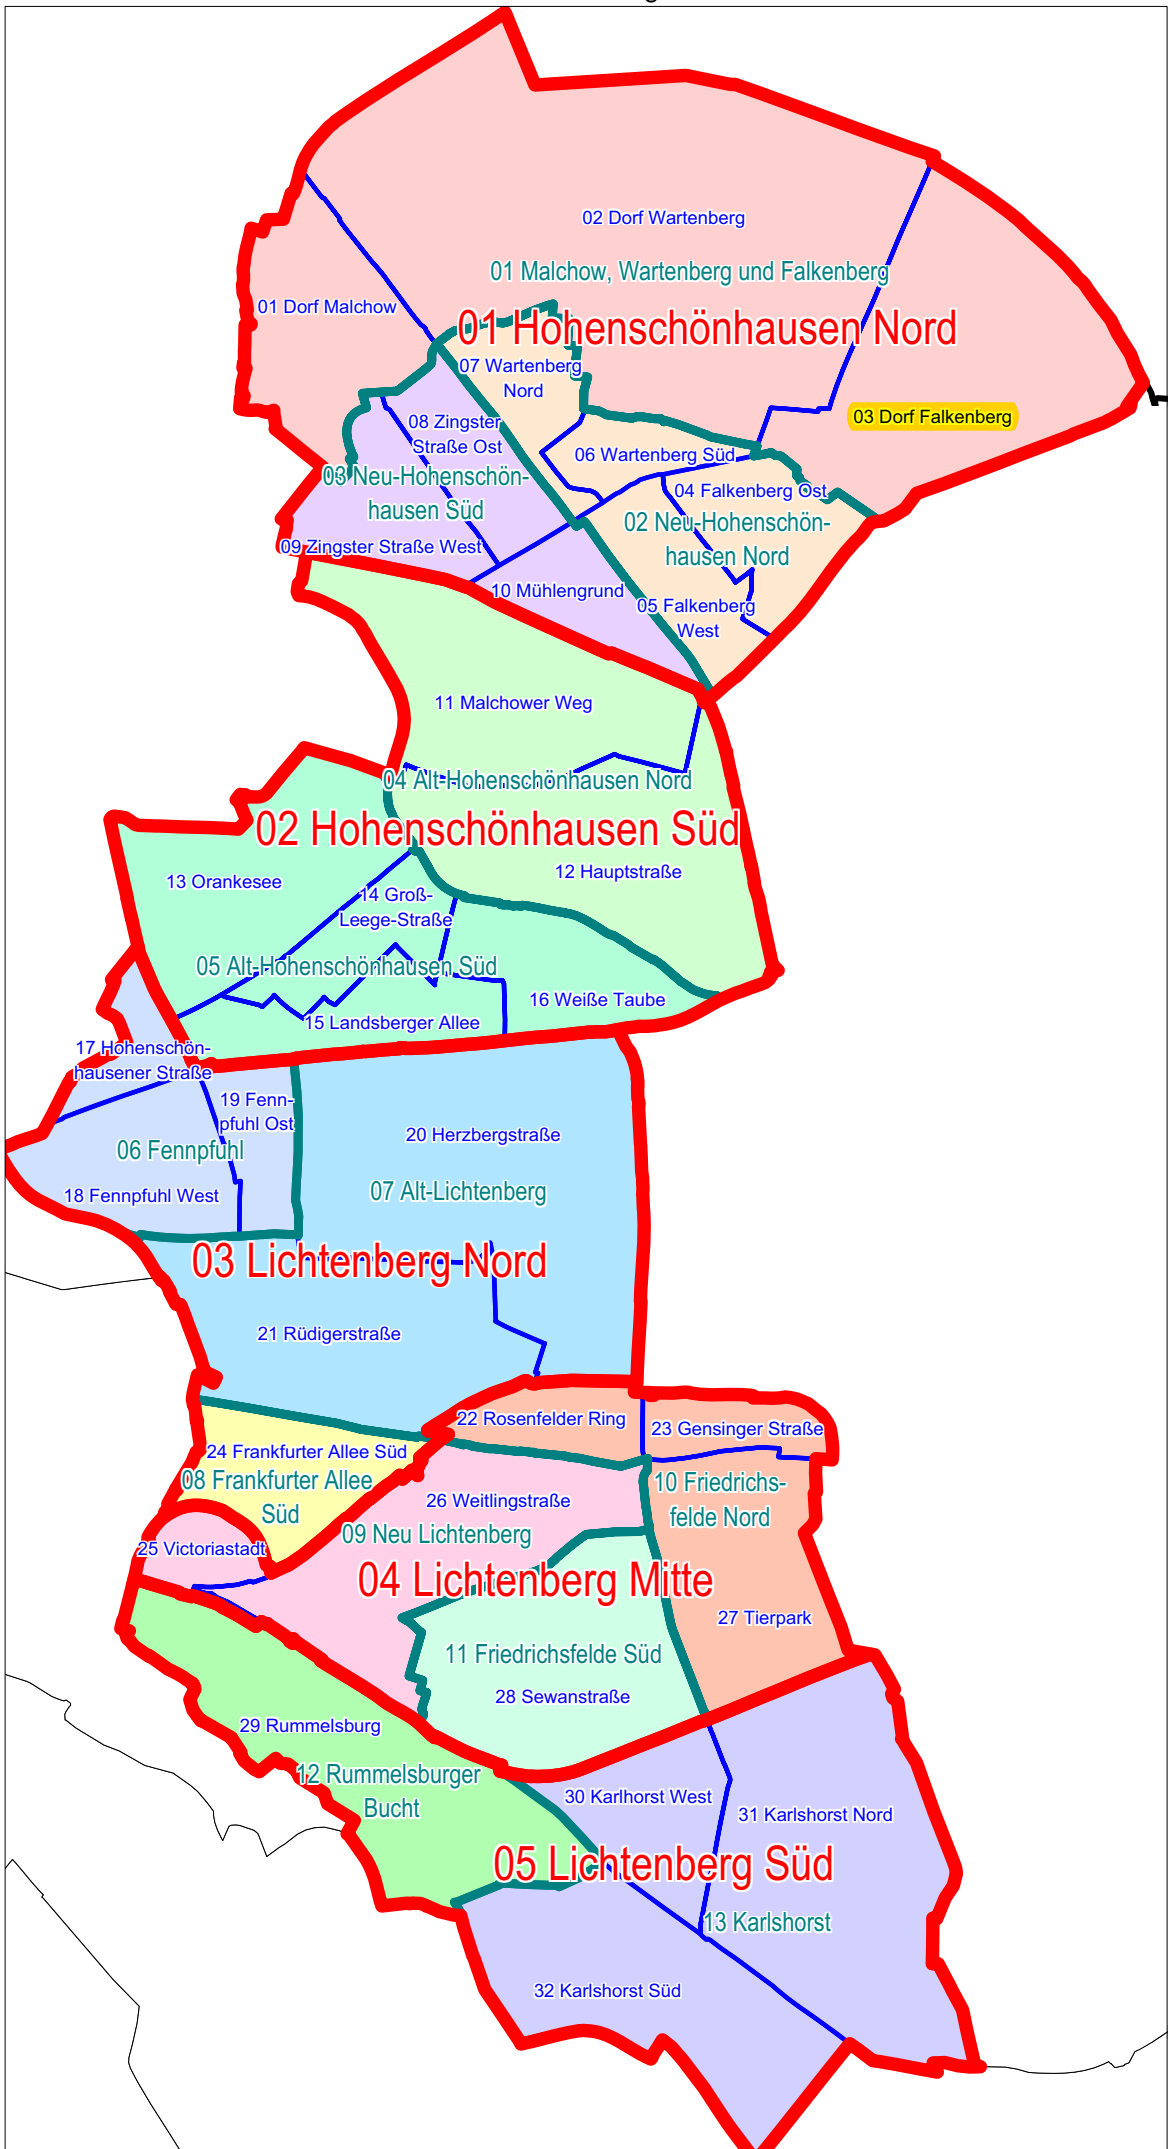 02 Dorf Wartenberg
01 Malchow, Wartenberg und Falkenberg
01 Dorf Malchow
01 Hohenschönhausen Nord
07 Wartenberg
Nord
03 Dorf Falkenberg
08 Zingster
Straße Ost
06 Wartenberg Süd
03 Neu-Hohenschön-
hausen Süd
04 Falkenberg Ost
02 Neu-Hohenschön-
hausen Nord
09 Zingster Straße West
10 Mühlengrund
05 Falkenberg
West
11 Malchower Weg
04 Alt-Hohenschönhausen Nord
02 Hohenschönhausen Süd
12 Hauptstraße
13 Orankesee
14 Groß-
Leege-Straße
05 Alt-Hohenschönhausen Süd
16 Weiße Taube
15 Landsberger Allee
17 Hohenschön-
hausener Straße
19 Fenn-
pfuhl Ost
20 Herzbergstraße
06 Fennpfuhl
18 Fennpfuhl West
07 Alt-Lichtenberg
03 Lichtenberg Nord
21 Rüdigerstraße
22 Rosenfelder Ring
23 Gensinger Straße
24 Frankfurter Allee Süd
08 Frankfurter Allee
Süd
10 Friedrichs-
felde Nord
26 Weitlingstraße
09 Neu Lichtenberg
25 Victoriastadt
04 Lichtenberg Mitte
27 Tierpark
11 Friedrichsfelde Süd
28 Sewanstraße
29 Rummelsburg
12 Rummelsburger
Bucht
30 Karlhorst West
31 Karlshorst Nord
05 Lichtenberg Süd
13 Karlshorst
32 Karlshorst Süd